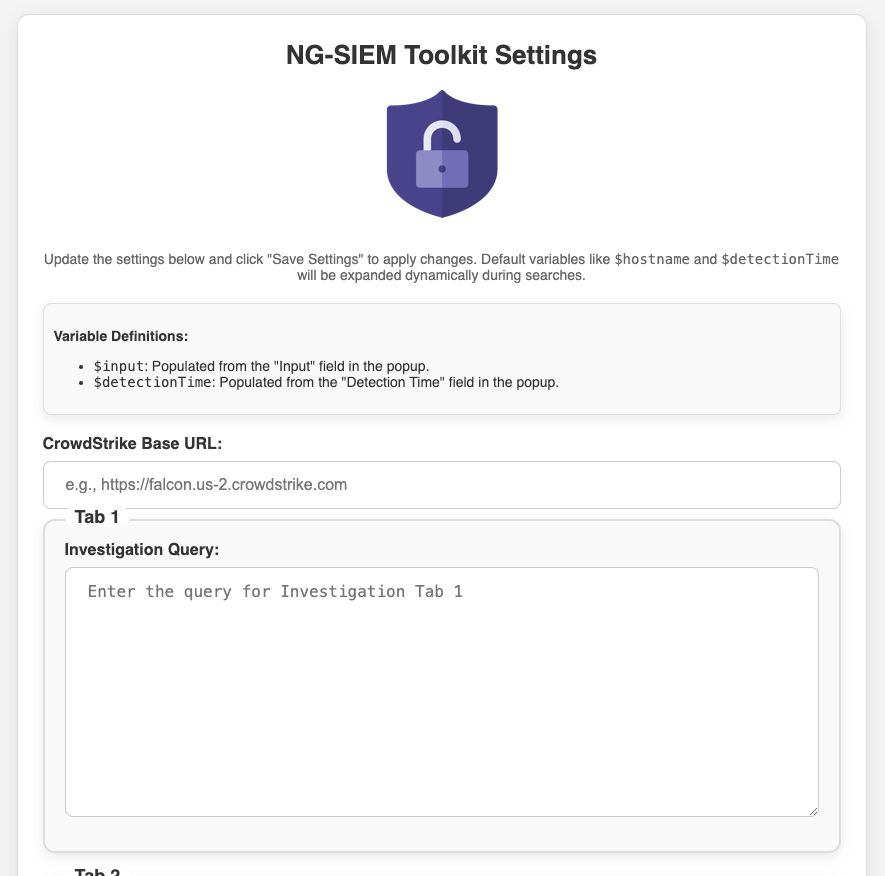 NG-SIEM Toolkit Settings
Update the settings below and click "Save Settings" to apply changes. Default variables like $hostname and $detectionTime
will be expanded dynamically during searches.
Variable Definitions:
• $input: Populated from the "Input" field in the popup.
• $detectionTime: Populated from the "Detection Time" field in the popup.
CrowdStrike Base URL:
e.g., https://falcon.us-2.crowdstrike.com
Tab 1
Investigation Query:
Enter the query for Investigation Tab 1
Tab 2